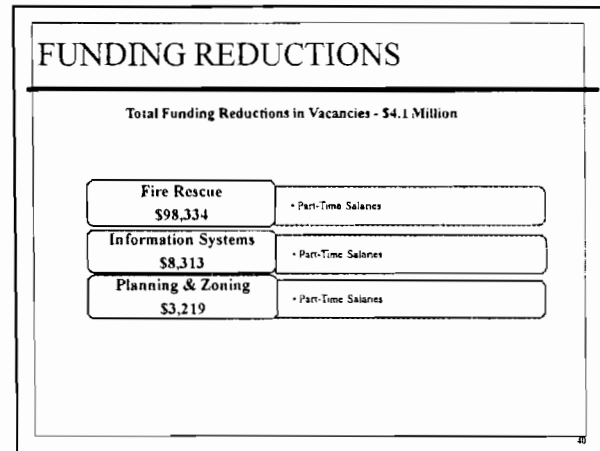 FUNDING REDUCTIONS
Total Funding Reductions in Vacancies - $4.1 Million
Fire Rescue
$98,334
• Part-Time Salaries
Information Systems
$8,313
• Part-Time Salaries
Planning & Zoning
$3,219
• Part-Time Salaries
40